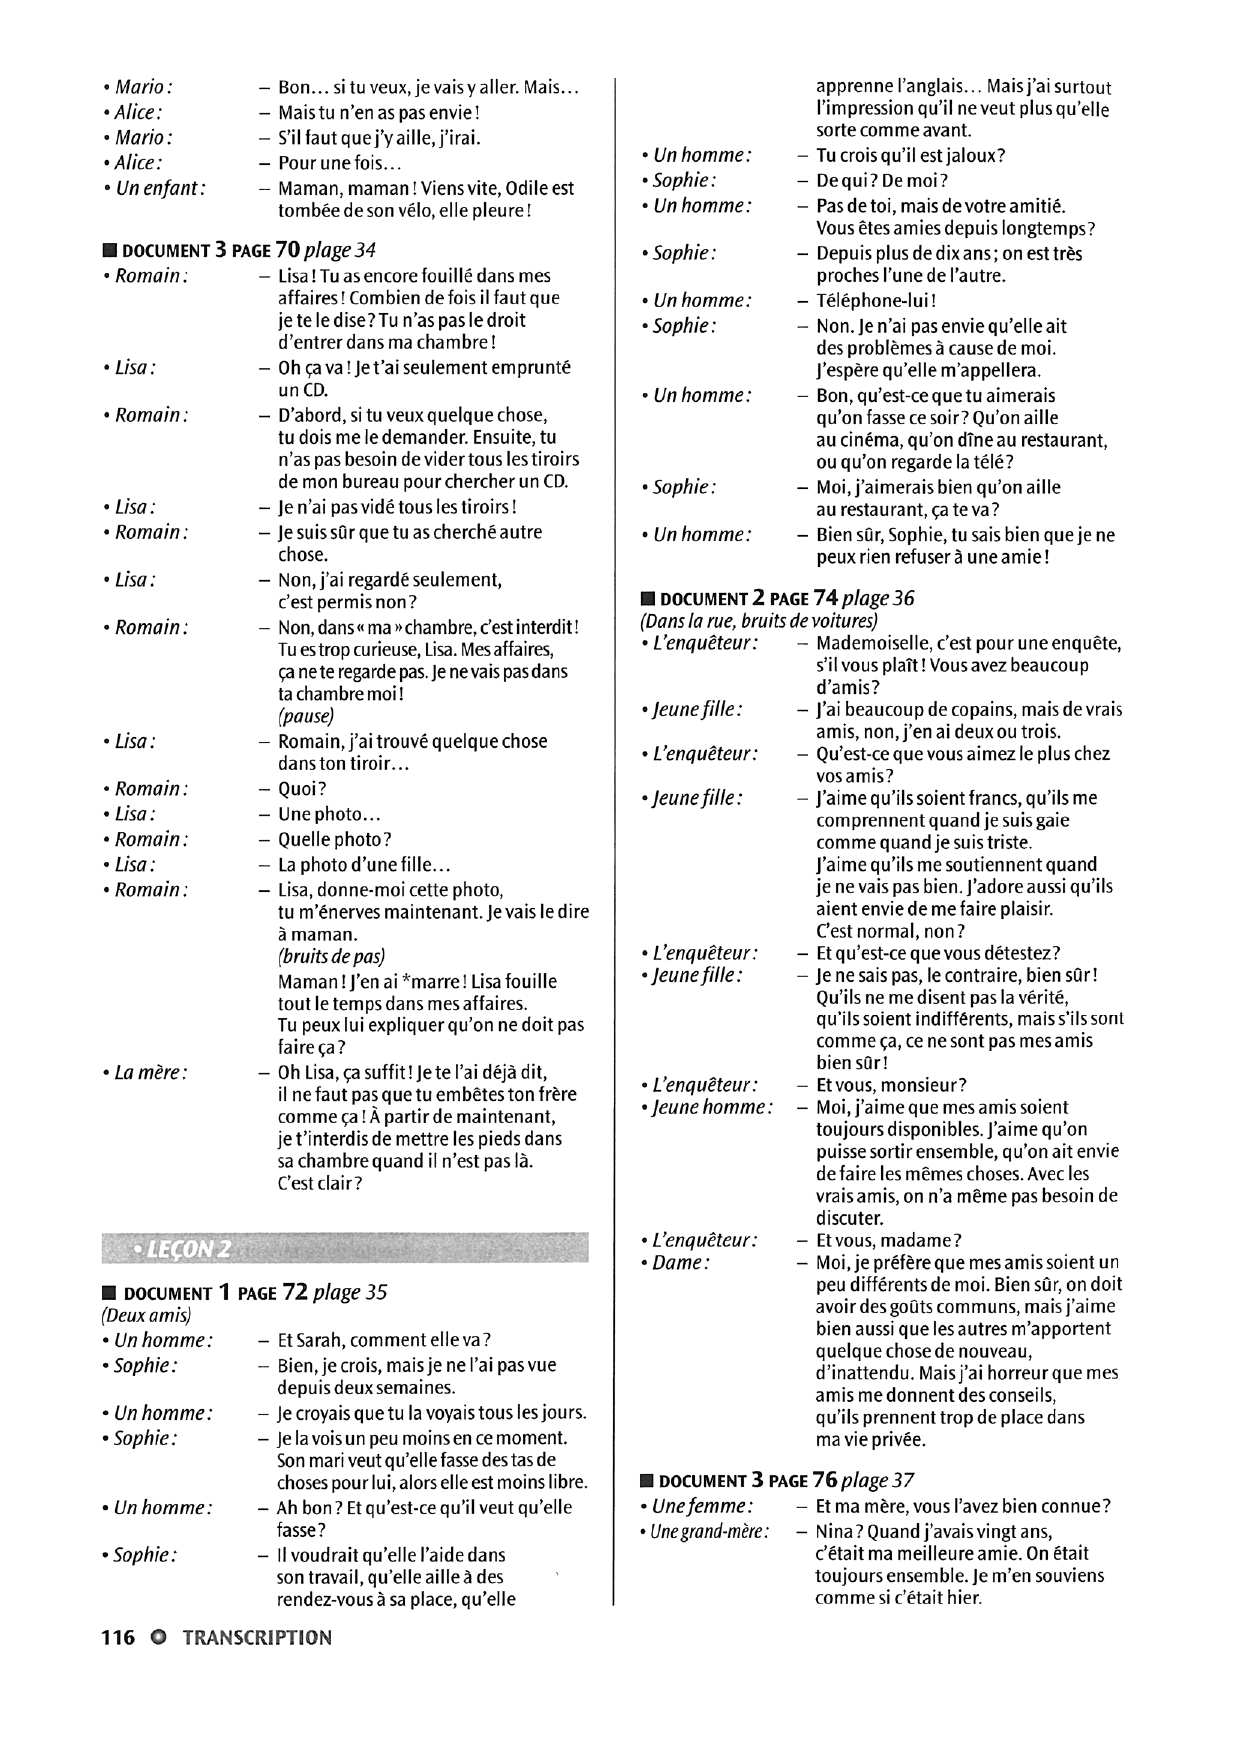 • Mario : – Bon... si tu veux, je vais y aller. Mais...
• Alice : – Mais tu n'en as pas envie !
• Mario : – S'il faut que j'y aille, j'irai.
• Alice : – Pour une fois...
• Un enfant : – Maman, maman ! Viens vite, Odile est
tombée de son vélo, elle pleure !
■ DOCUMENT 3 PAGE 70 plage 34
• Romain : – Lisa ! Tu as encore fouillé dans mes
affaires ! Combien de fois il faut que
je te le dise ? Tu n'as pas le droit
d'entrer dans ma chambre !
• Lisa : – Oh ça va ! Je t'ai seulement emprunté
un CD.
• Romain : – D'abord, si tu veux quelque chose,
tu dois me le demander. Ensuite, tu
n'as pas besoin de vider tous les tiroirs
de mon bureau pour chercher un CD.
• Lisa : – Je n'ai pas vidé tous les tiroirs !
• Romain : – Je suis sûr que tu as cherché autre
chose.
• Lisa : – Non, j'ai regardé seulement,
c'est permis non ?
• Romain : – Non, dans « ma » chambre, c'est interdit !
Tu es trop curieuse, Lisa. Mes affaires,
ça ne te regarde pas. Je ne vais pas dans
ta chambre moi !
(pause)
• Lisa : – Romain, j'ai trouvé quelque chose
dans ton tiroir...
• Romain : – Quoi ?
• Lisa : – Une photo...
• Romain : – Quelle photo ?
• Lisa : – La photo d'une fille...
• Romain : – Lisa, donne-moi cette photo,
tu m'énerves maintenant. Je vais le dire
à maman.
(bruits de pas)
Maman ! J'en ai *marre ! Lisa fouille
tout le temps dans mes affaires.
Tu peux lui expliquer qu'on ne doit pas
faire ça ?
• La mère : – Oh Lisa, ça suffit ! Je te l'ai déjà dit,
il ne faut pas que tu embêtes ton frère
comme ça ! À partir de maintenant,
je t'interdis de mettre les pieds dans
sa chambre quand il n'est pas là.
C'est clair ?
• LEÇON 2
■ DOCUMENT 1 PAGE 72 plage 35
(Deux amis)
• Un homme : – Et Sarah, comment elle va ?
• Sophie : – Bien, je crois, mais je ne l'ai pas vue
depuis deux semaines.
• Un homme : – Je croyais que tu la voyais tous les jours.
• Sophie : – Je la vois un peu moins en ce moment.
Son mari veut qu'elle fasse des tas de
choses pour lui, alors elle est moins libre.
• Un homme : – Ah bon ? Et qu'est-ce qu'il veut qu'elle
fasse ?
• Sophie : – Il voudrait qu'elle l'aide dans
son travail, qu'elle aille à des
rendez-vous à sa place, qu'elle
apprenne l'anglais... Mais j'ai surtout
l'impression qu'il ne veut plus qu'elle
sorte comme avant.
• Un homme : – Tu crois qu'il est jaloux ?
• Sophie : – De qui ? De moi ?
• Un homme : – Pas de toi, mais de votre amitié.
Vous êtes amies depuis longtemps ?
• Sophie : – Depuis plus de dix ans ; on est très
proches l'une de l'autre.
• Un homme : – Téléphone-lui !
• Sophie : – Non. Je n'ai pas envie qu'elle ait
des problèmes à cause de moi.
J'espère qu'elle m'appellera.
• Un homme : – Bon, qu'est-ce que tu aimerais
qu'on fasse ce soir ? Qu'on aille
au cinéma, qu'on dîne au restaurant,
ou qu'on regarde la télé ?
• Sophie : – Moi, j'aimerais bien qu'on aille
au restaurant, ça te va ?
• Un homme : – Bien sûr, Sophie, tu sais bien que je ne
peux rien refuser à une amie !
■ DOCUMENT 2 PAGE 74 plage 36
(Dans la rue, bruits de voitures)
• L'enquêteur : – Mademoiselle, c'est pour une enquête,
s'il vous plaît ! Vous avez beaucoup
d'amis ?
• Jeune fille : – J'ai beaucoup de copains, mais de vrais
amis, non, j'en ai deux ou trois.
• L'enquêteur : – Qu'est-ce que vous aimez le plus chez
vos amis ?
• Jeune fille : – J'aime qu'ils soient francs, qu'ils me
comprennent quand je suis gaie
comme quand je suis triste.
J'aime qu'ils me soutiennent quand
je ne vais pas bien. J'adore aussi qu'ils
aient envie de me faire plaisir.
C'est normal, non ?
• L'enquêteur : – Et qu'est-ce que vous détestez ?
• Jeune fille : – Je ne sais pas, le contraire, bien sûr !
Qu'ils ne me disent pas la vérité,
qu'ils soient indifférents, mais s'ils sont
comme ça, ce ne sont pas mes amis
bien sûr !
• L'enquêteur : – Et vous, monsieur ?
• Jeune homme : – Moi, j'aime que mes amis soient
toujours disponibles. J'aime qu'on
puisse sortir ensemble, qu'on ait envie
de faire les mêmes choses. Avec les
vrais amis, on n'a même pas besoin de
discuter.
• L'enquêteur : – Et vous, madame ?
• Dame : – Moi, je préfère que mes amis soient un
peu différents de moi. Bien sûr, on doit
avoir des goûts communs, mais j'aime
bien aussi que les autres m'apportent
quelque chose de nouveau,
d'inattendu. Mais j'ai horreur que mes
amis me donnent des conseils,
qu'ils prennent trop de place dans
ma vie privée.
■ DOCUMENT 3 PAGE 76 plage 37
• Une femme : – Et ma mère, vous l'avez bien connue ?
• Une grand-mère : – Nina ? Quand j'avais vingt ans,
c'était ma meilleure amie. On était
toujours ensemble. Je m'en souviens
comme si c'était hier.
116 TRANSCRIPTION